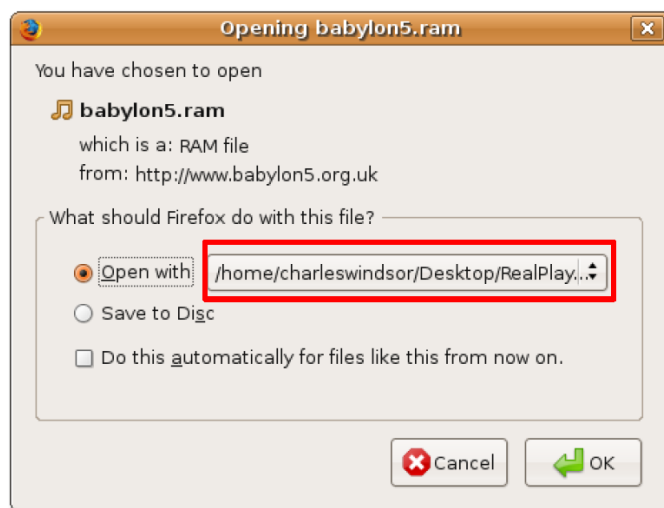 Opening babylon5.ram
You have chosen to open
babylon5.ram
which is a: RAM file
from: http://www.babylon5.org.uk
What should Firefox do with this file?
Open with /home/charleswindsor/Desktop/RealPlay...
Save to Disc
Do this automatically for files like this from now on.
Cancel OK